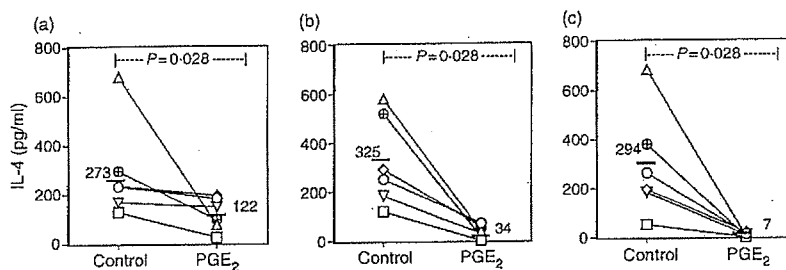 (a)
P=0·028
IL-4 (pg/ml)
800
600
400
200
0
273
122
Control
PGE2
(b)
P=0·028
800
600
400
200
0
325
34
Control
PGE2
(c)
P=0·028
800
600
400
200
0
294
7
Control
PGE2